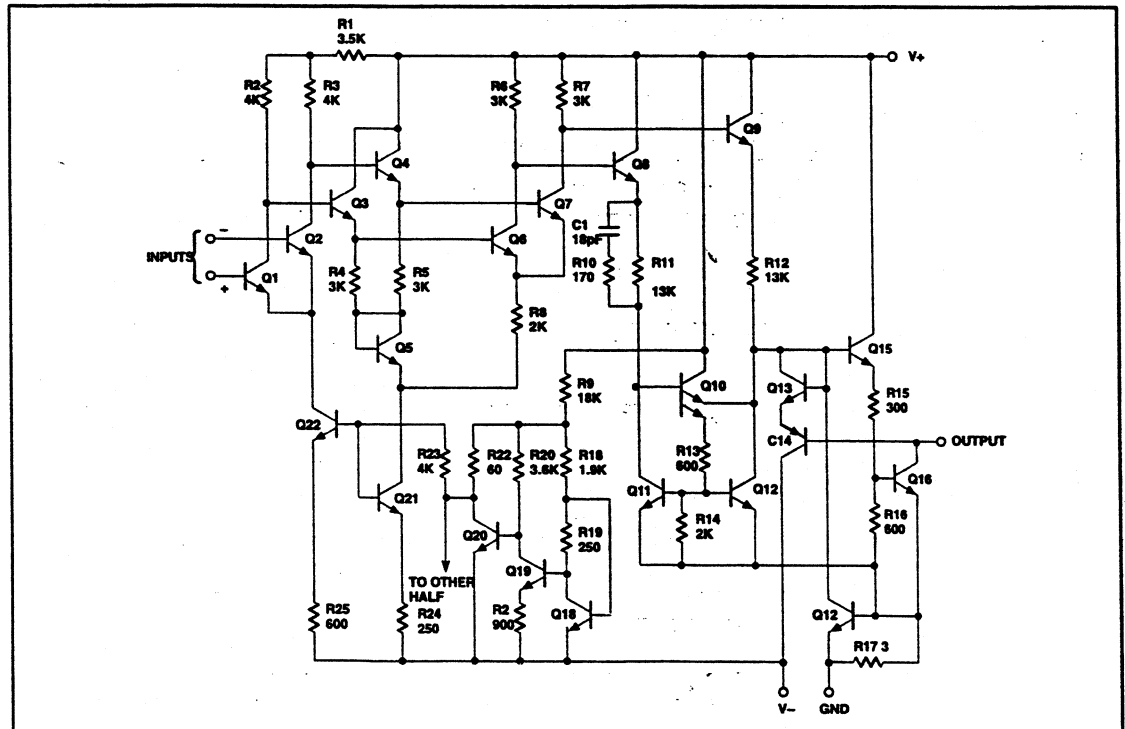 R1
3.5K
V+
R2
4K
R3
4K
R6
3K
R7
3K
Q9
Q4
Q8
Q3
Q7
C1
18pF
−
INPUTS
Q2
Q6
R10
170
R11
13K
R12
13K
+
Q1
R4
3K
R5
3K
R8
2K
Q5
Q15
R9
18K
Q10
Q13
R15
300
Q22
C14
OUTPUT
R23
4K
R22
60
R20
3.6K
R18
1.9K
R13
600
Q16
Q21
Q11
Q12
R14
2K
R16
600
Q20
R19
250
TO OTHER
HALF
Q19
R25
600
R24
250
R2
900
Q18
Q12
R17 3
V−
GND